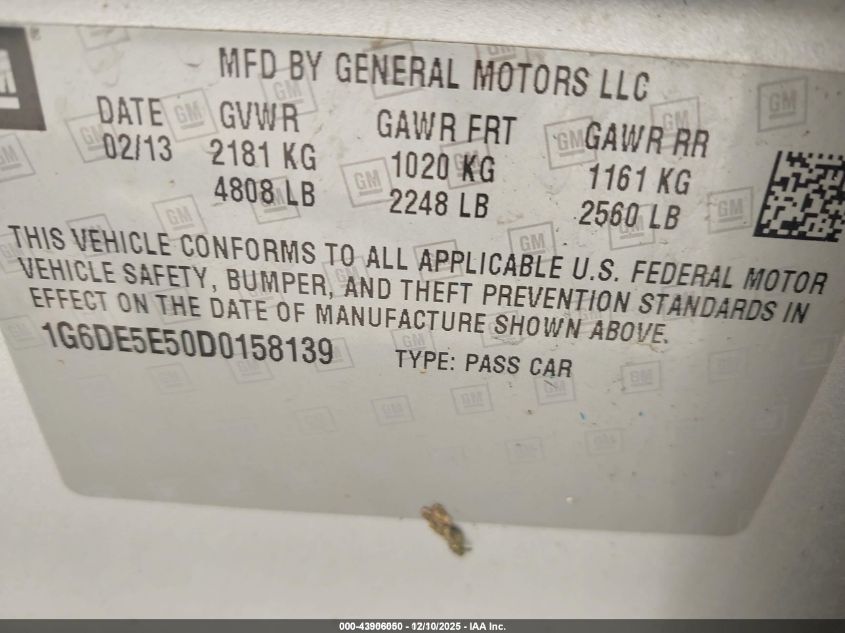 MFD BY GENERAL MOTORS LLC
DATE GVWR GAWR FRT GAWR RR
02/13 2181 KG 1020 KG 1161 KG
4808 LB 2248 LB 2560 LB
THIS VEHICLE CONFORMS TO ALL APPLICABLE U.S. FEDERAL MOTOR
VEHICLE SAFETY, BUMPER, AND THEFT PREVENTION STANDARDS IN
EFFECT ON THE DATE OF MANUFACTURE SHOWN ABOVE.
1G6DE5E50D0158139 TYPE: PASS CAR
000-43906050 - 12/10/2025 - IAA Inc.